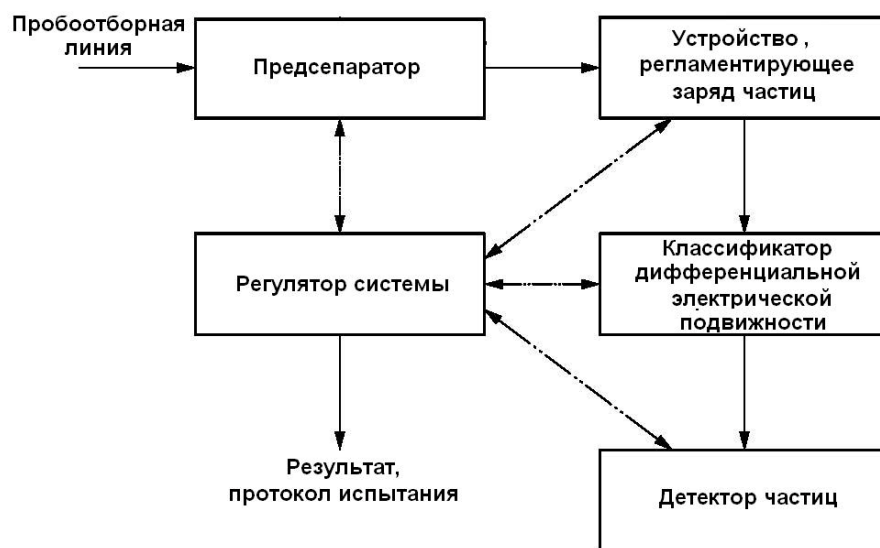 Пробоотборная
линия
Предсепаратор
Устройство ,
регламентирующее
заряд частиц
Регулятор системы
Классификатор
дифференциальной
электрической
подвижности
Результат,
протокол испытания
Детектор частиц